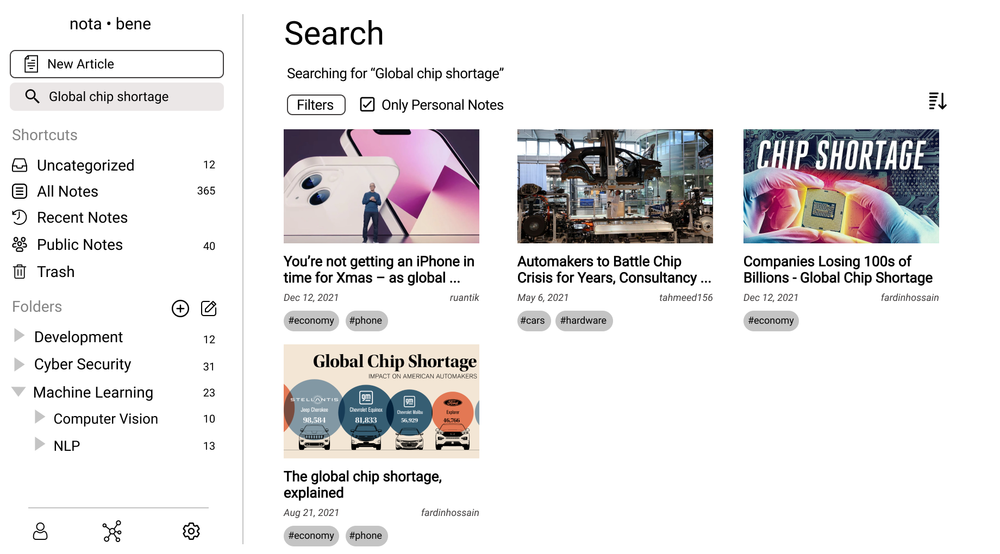 nota • bene
New Article
Global chip shortage
Shortcuts
Uncategorized 12
All Notes 365
Recent Notes
Public Notes 40
Trash
Folders
Development 12
Cyber Security 31
Machine Learning 23
Computer Vision 10
NLP 13
Search
Searching for “Global chip shortage”
Filters
Only Personal Notes
You’re not getting an iPhone in
time for Xmas – as global ...
Dec 12, 2021 ruantik
#economy #phone
Automakers to Battle Chip
Crisis for Years, Consultancy ...
May 6, 2021 tahmeed156
#cars #hardware
CHIP SHORTAGE
Companies Losing 100s of
Billions - Global Chip Shortage
Dec 12, 2021 fardinhossain
#economy
Global Chip Shortage
IMPACT ON AMERICAN AUTOMAKERS
STELLANTIS
Jeep Cherokee
98,584
gm
Chevrolet Equinox
81,833
gm
Chevrolet Malibu
56,929
Ford
Explorer
46,766
The global chip shortage,
explained
Aug 21, 2021 fardinhossain
#economy #phone